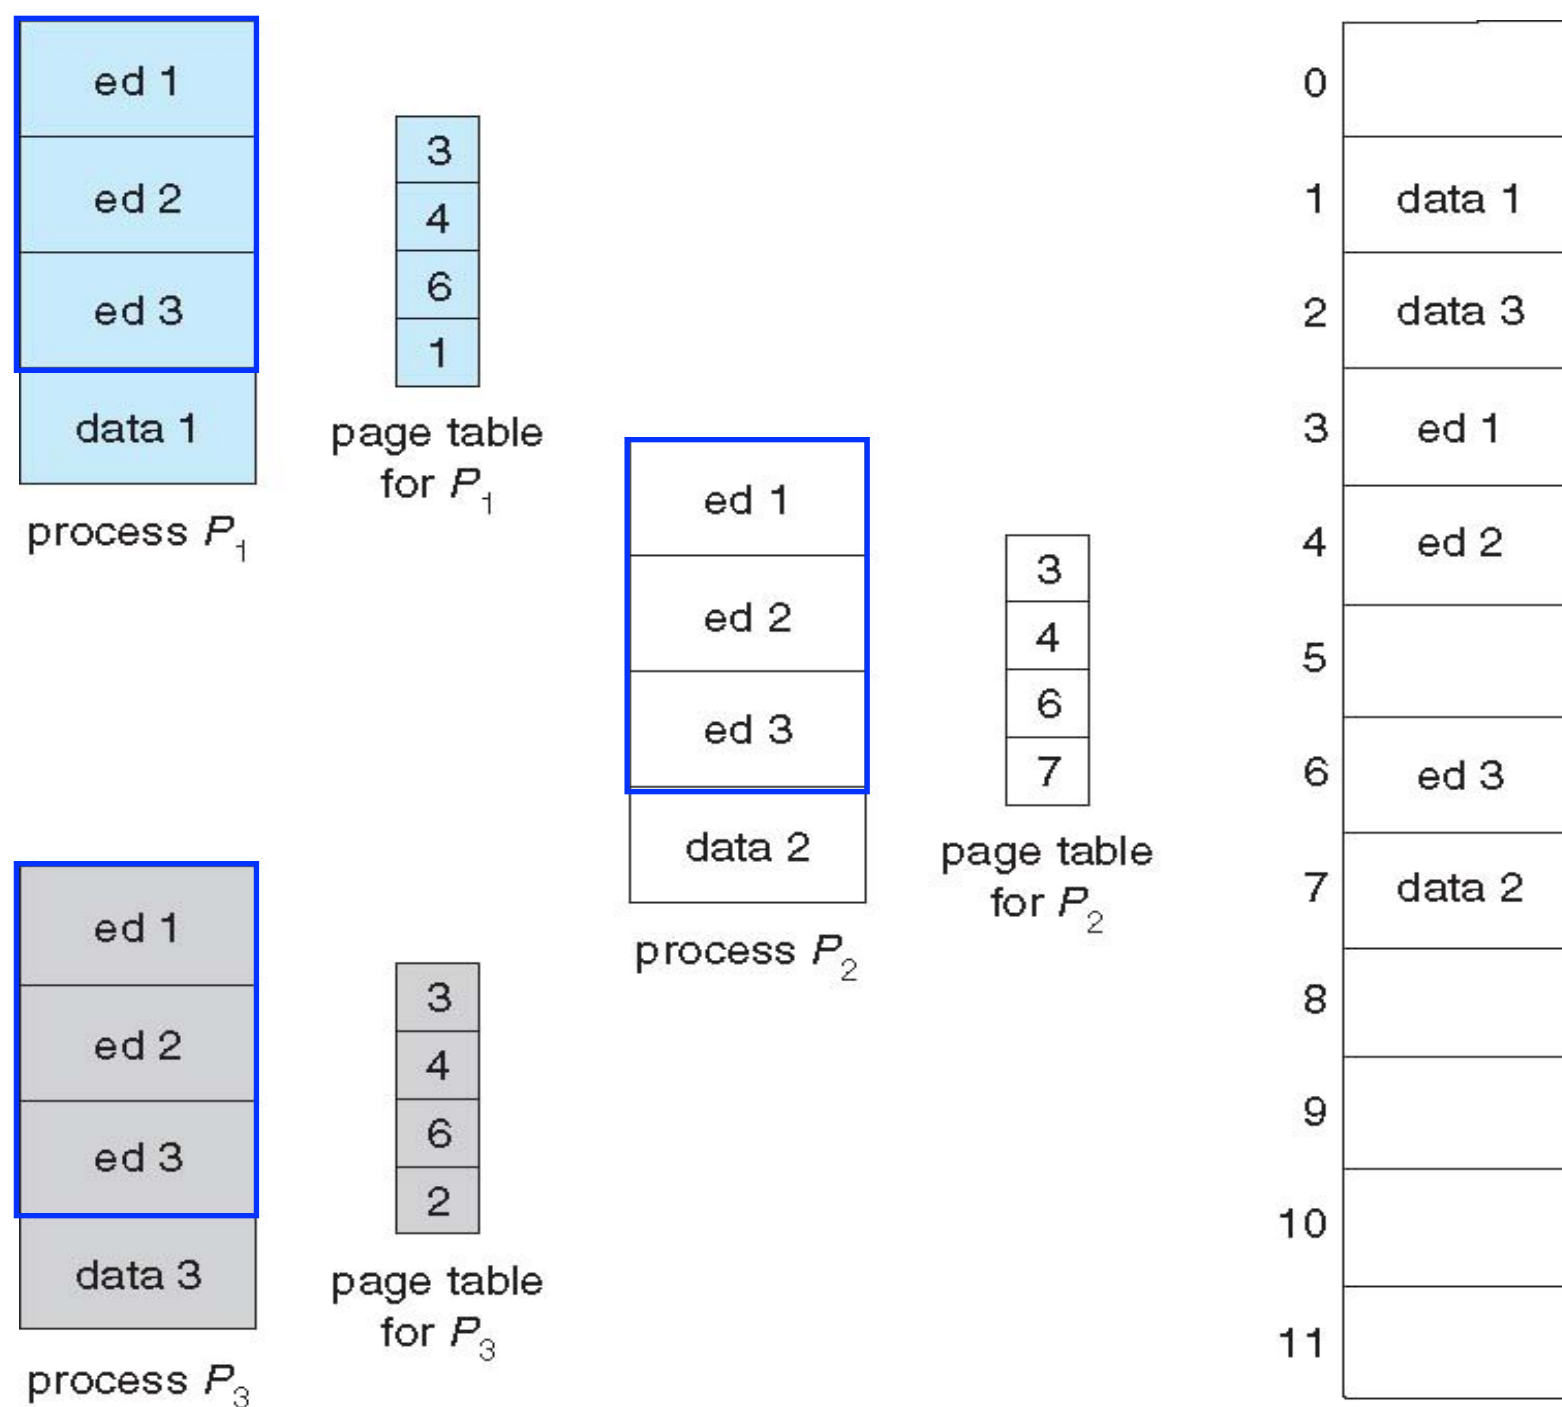 ed 1
ed 2
ed 3
data 1
process P₁
3
4
6
1
page table
for P₁
ed 1
ed 2
ed 3
data 2
process P₂
3
4
6
7
page table
for P₂
ed 1
ed 2
ed 3
data 3
process P₃
3
4
6
2
page table
for P₃
0
1 data 1
2 data 3
3 ed 1
4 ed 2
5
6 ed 3
7 data 2
8
9
10
11